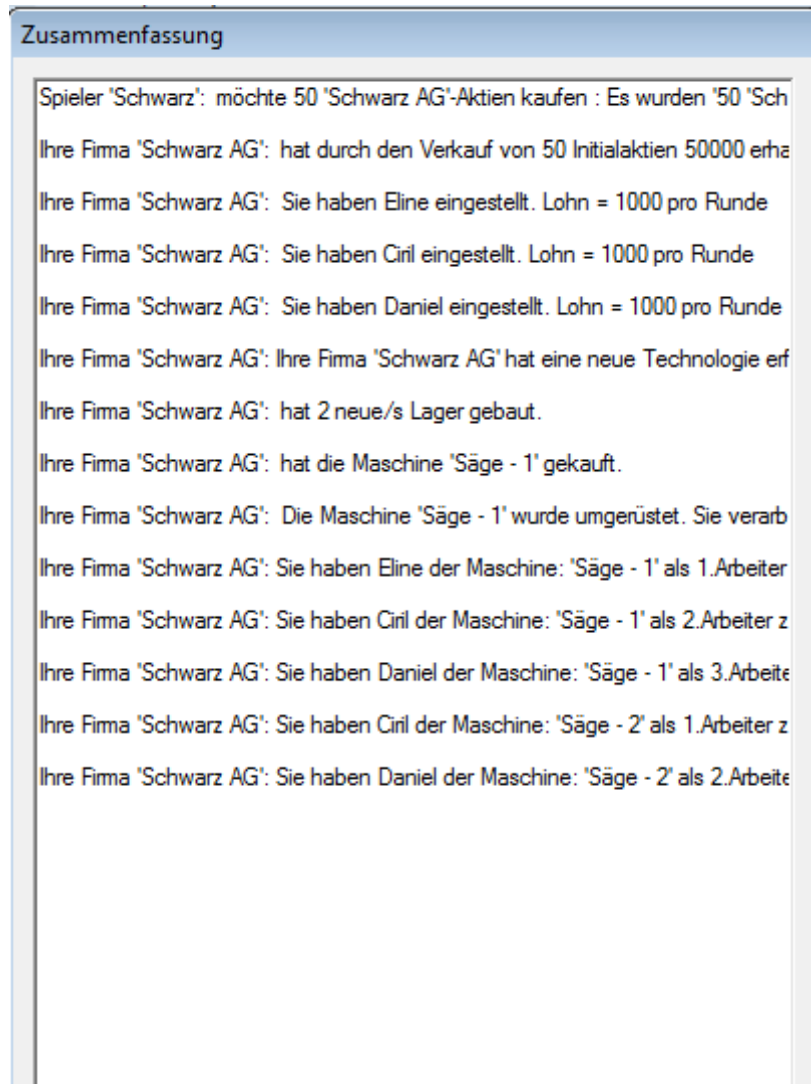 Zusammenfassung
Spieler 'Schwarz':  möchte 50 'Schwarz AG'-Aktien kaufen : Es wurden '50 'Sch
Ihre Firma 'Schwarz AG':  hat durch den Verkauf von 50 Initialaktien 50000 erha
Ihre Firma 'Schwarz AG':  Sie haben Eline eingestellt. Lohn = 1000 pro Runde
Ihre Firma 'Schwarz AG':  Sie haben Ciril eingestellt. Lohn = 1000 pro Runde
Ihre Firma 'Schwarz AG':  Sie haben Daniel eingestellt. Lohn = 1000 pro Runde
Ihre Firma 'Schwarz AG': Ihre Firma 'Schwarz AG' hat eine neue Technologie erf
Ihre Firma 'Schwarz AG':  hat 2 neue/s Lager gebaut.
Ihre Firma 'Schwarz AG':  hat die Maschine 'Säge - 1' gekauft.
Ihre Firma 'Schwarz AG':  Die Maschine 'Säge - 1' wurde umgerüstet. Sie verarb
Ihre Firma 'Schwarz AG': Sie haben Eline der Maschine: 'Säge - 1' als 1.Arbeiter
Ihre Firma 'Schwarz AG': Sie haben Ciril der Maschine: 'Säge - 1' als 2.Arbeiter z
Ihre Firma 'Schwarz AG': Sie haben Daniel der Maschine: 'Säge - 1' als 3.Arbeite
Ihre Firma 'Schwarz AG': Sie haben Ciril der Maschine: 'Säge - 2' als 1.Arbeiter z
Ihre Firma 'Schwarz AG': Sie haben Daniel der Maschine: 'Säge - 2' als 2.Arbeite